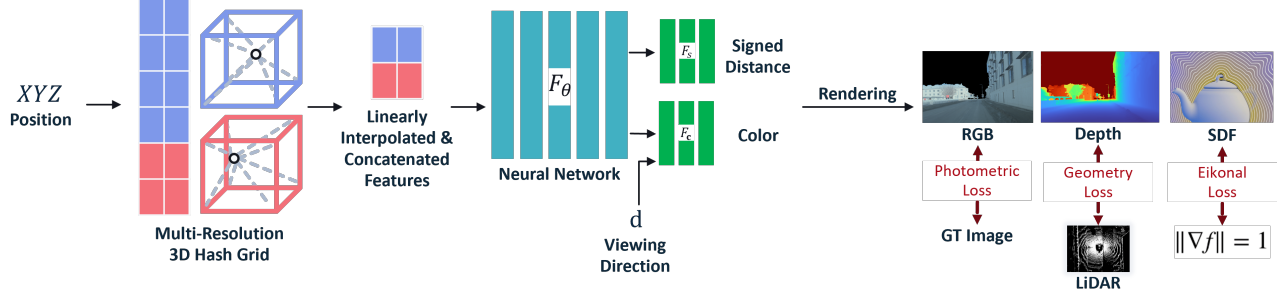 XYZ
Position
Multi-Resolution
3D Hash Grid
Linearly
Interpolated &
Concatenated
Features
F_θ
Neural Network
F_s
Signed
Distance
F_c
Color
d
Viewing
Direction
Rendering
RGB
Depth
SDF
Photometric
Loss
Geometry
Loss
Eikonal
Loss
GT Image
LiDAR
‖∇f‖ = 1